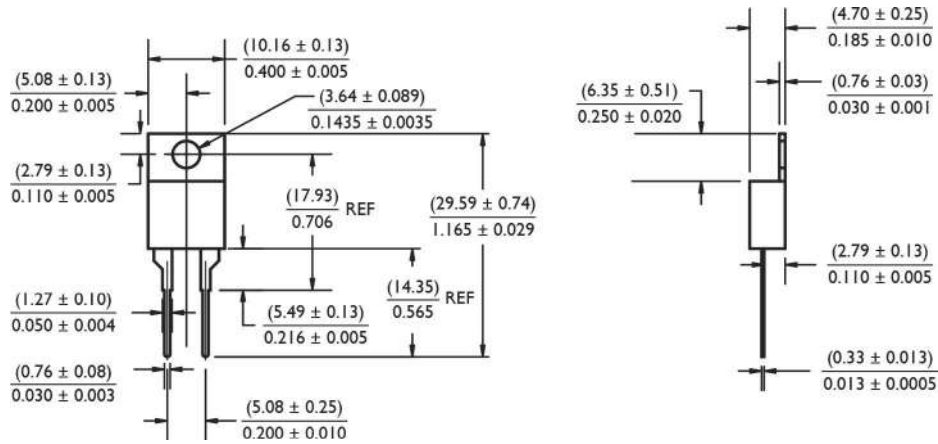 (10.16 ± 0.13)
0.400 ± 0.005
(5.08 ± 0.13)
0.200 ± 0.005
(3.64 ± 0.089)
0.1435 ± 0.0035
(2.79 ± 0.13)
0.110 ± 0.005
(17.93)
0.706
REF
(29.59 ± 0.74)
1.165 ± 0.029
(14.35)
0.565
REF
(1.27 ± 0.10)
0.050 ± 0.004
(5.49 ± 0.13)
0.216 ± 0.005
(0.76 ± 0.08)
0.030 ± 0.003
(5.08 ± 0.25)
0.200 ± 0.010
(4.70 ± 0.25)
0.185 ± 0.010
(6.35 ± 0.51)
0.250 ± 0.020
(0.76 ± 0.03)
0.030 ± 0.001
(2.79 ± 0.13)
0.110 ± 0.005
(0.33 ± 0.013)
0.013 ± 0.0005